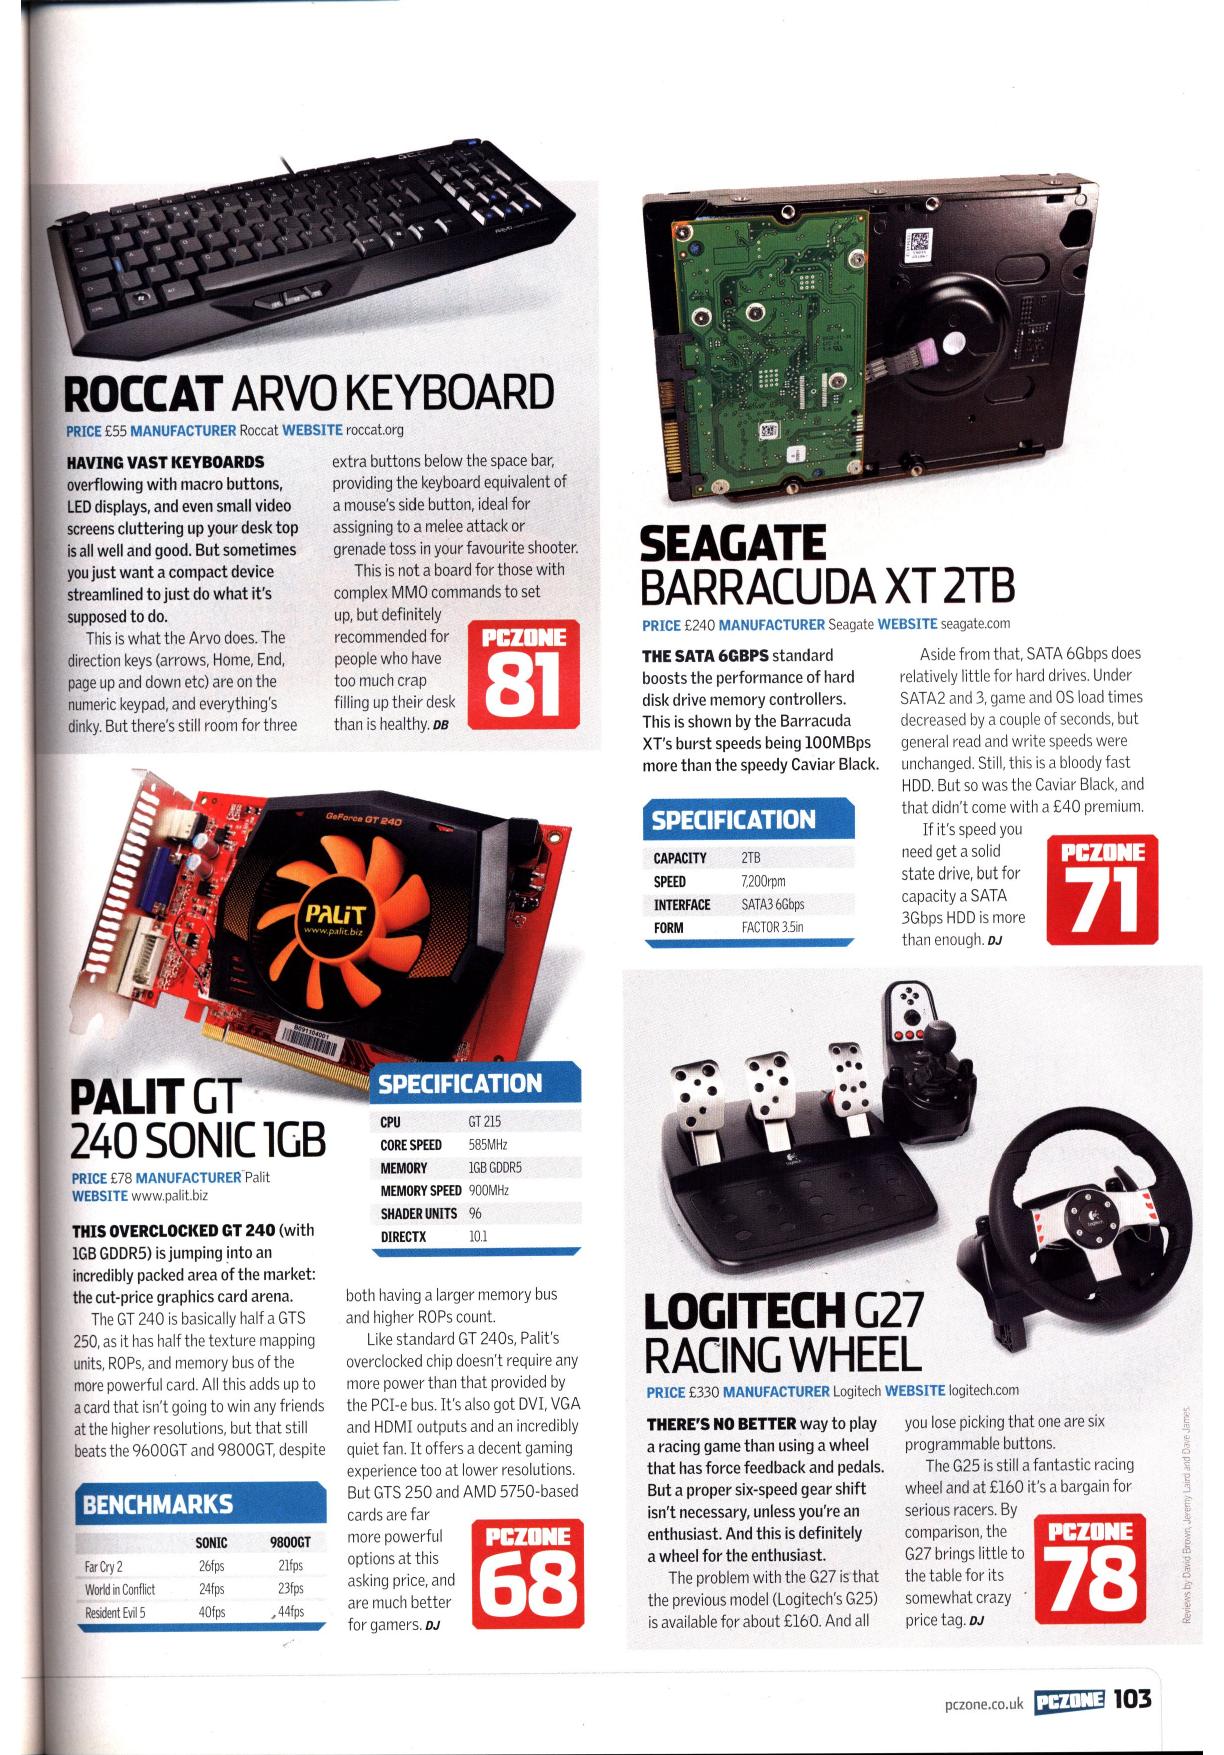 ROCCAT ARVO KEYBOARD
PRICE £55 MANUFACTURER Roccat WEBSITE roccat.org
HAVING VAST KEYBOARDS
overflowing with macro buttons,
LED displays, and even small video
screens cluttering up your desk top
is all well and good. But sometimes
you just want a compact device
streamlined to just do what it's
supposed to do.
This is what the Arvo does. The
direction keys (arrows, Home, End,
page up and down etc) are on the
numeric keypad, and everything's
dinky. But there's still room for three
extra buttons below the space bar,
providing the keyboard equivalent of
a mouse's side button, ideal for
assigning to a melee attack or
grenade toss in your favourite shooter.
This is not a board for those with
complex MMO commands to set
up, but definitely
recommended for
people who have
too much crap
filling up their desk
than is healthy. DB
PCZONE
81
SEAGATE
BARRACUDA XT 2TB
PRICE £240 MANUFACTURER Seagate WEBSITE seagate.com
THE SATA 6GBPS standard
boosts the performance of hard
disk drive memory controllers.
This is shown by the Barracuda
XT's burst speeds being 100MBps
more than the speedy Caviar Black.
SPECIFICATION
CAPACITY 2TB
SPEED 7,200rpm
INTERFACE SATA3 6Gbps
FORM FACTOR 3.5in
Aside from that, SATA 6Gbps does
relatively little for hard drives. Under
SATA2 and 3, game and OS load times
decreased by a couple of seconds, but
general read and write speeds were
unchanged. Still, this is a bloody fast
HDD. But so was the Caviar Black, and
that didn't come with a £40 premium.
If it's speed you
need get a solid
state drive, but for
capacity a SATA
3Gbps HDD is more
than enough. DJ
PCZONE
71
GeForce GT 240
PALiT
www.palit.biz
PALIT GT
240 SONIC 1GB
PRICE £78 MANUFACTURER Palit
WEBSITE www.palit.biz
THIS OVERCLOCKED GT 240 (with
1GB GDDR5) is jumping into an
incredibly packed area of the market:
the cut-price graphics card arena.
The GT 240 is basically half a GTS
250, as it has half the texture mapping
units, ROPs, and memory bus of the
more powerful card. All this adds up to
a card that isn't going to win any friends
at the higher resolutions, but that still
beats the 9600GT and 9800GT, despite
BENCHMARKS
SONIC 9800GT
Far Cry 2 26fps 21fps
World in Conflict 24fps 23fps
Resident Evil 5 40fps 44fps
SPECIFICATION
CPU GT 215
CORE SPEED 585MHz
MEMORY 1GB GDDR5
MEMORY SPEED 900MHz
SHADER UNITS 96
DIRECTX 10.1
both having a larger memory bus
and higher ROPs count.
Like standard GT 240s, Palit's
overclocked chip doesn't require any
more power than that provided by
the PCI-e bus. It's also got DVI, VGA
and HDMI outputs and an incredibly
quiet fan. It offers a decent gaming
experience too at lower resolutions.
But GTS 250 and AMD 5750-based
cards are far
more powerful
options at this
asking price, and
are much better
for gamers. DJ
PCZONE
68
LOGITECH G27
RACING WHEEL
PRICE £330 MANUFACTURER Logitech WEBSITE logitech.com
THERE'S NO BETTER way to play
a racing game than using a wheel
that has force feedback and pedals.
But a proper six-speed gear shift
isn't necessary, unless you're an
enthusiast. And this is definitely
a wheel for the enthusiast.
The problem with the G27 is that
the previous model (Logitech's G25)
is available for about £160. And all
you lose picking that one are six
programmable buttons.
The G25 is still a fantastic racing
wheel and at £160 it's a bargain for
serious racers. By
comparison, the
G27 brings little to
the table for its
somewhat crazy
price tag. DJ
PCZONE
78
Reviews by David Brown, Jeremy Laird and Dave James.
pczone.co.uk PCZONE 103